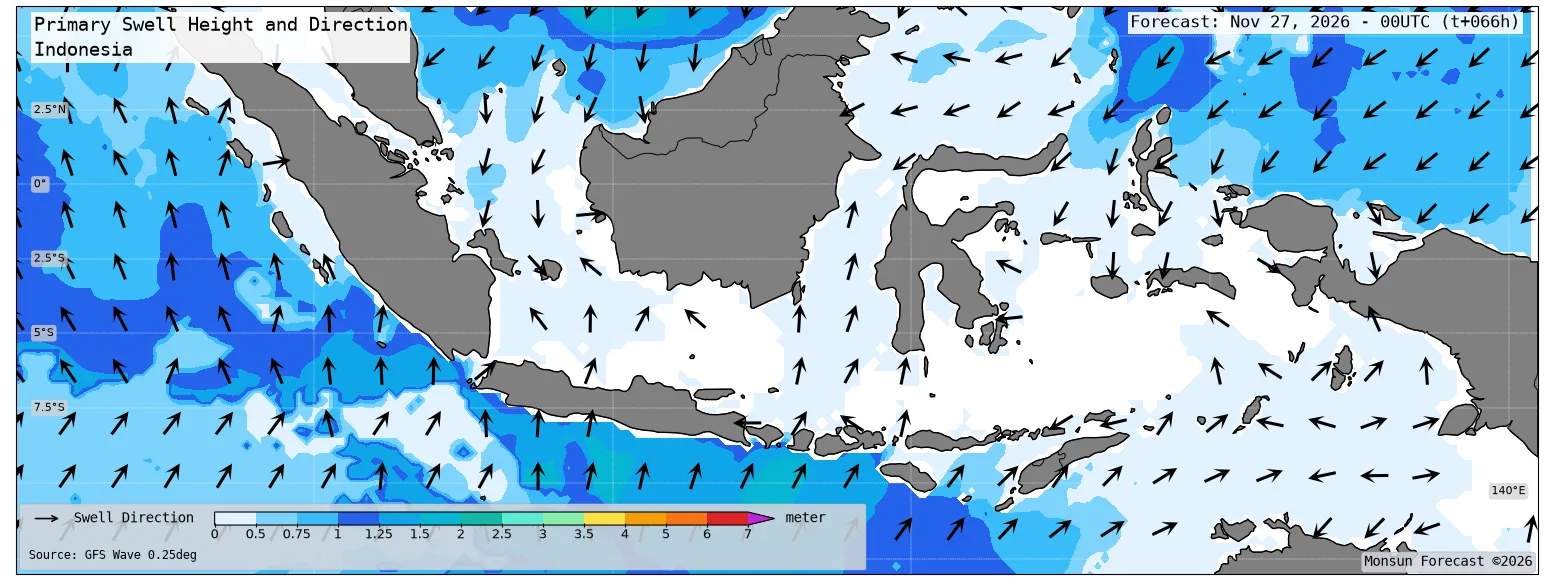 Primary Swell Height and Direction
Indonesia
Forecast: Nov 27, 2026 - 00UTC (t+066h)
2.5°N
0°
2.5°S
5°S
7.5°S
140°E
Swell Direction
meter
0 0.5 0.75 1 1.25 1.5 2 2.5 3 3.5 4 5 6 7
Source: GFS Wave 0.25deg
Monsun Forecast ©2026